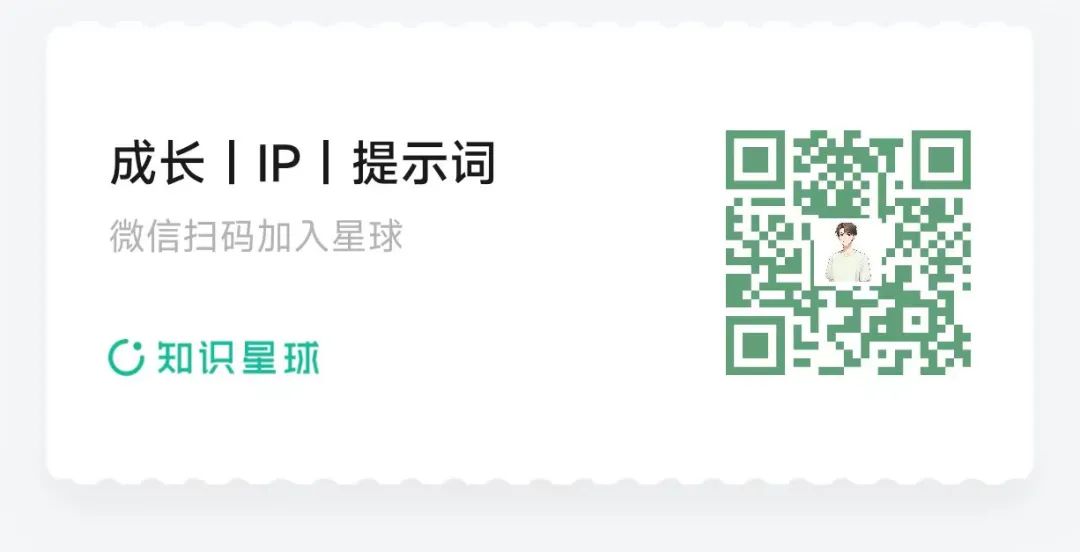 成长丨IP丨提示词
微信扫码加入星球
知识星球